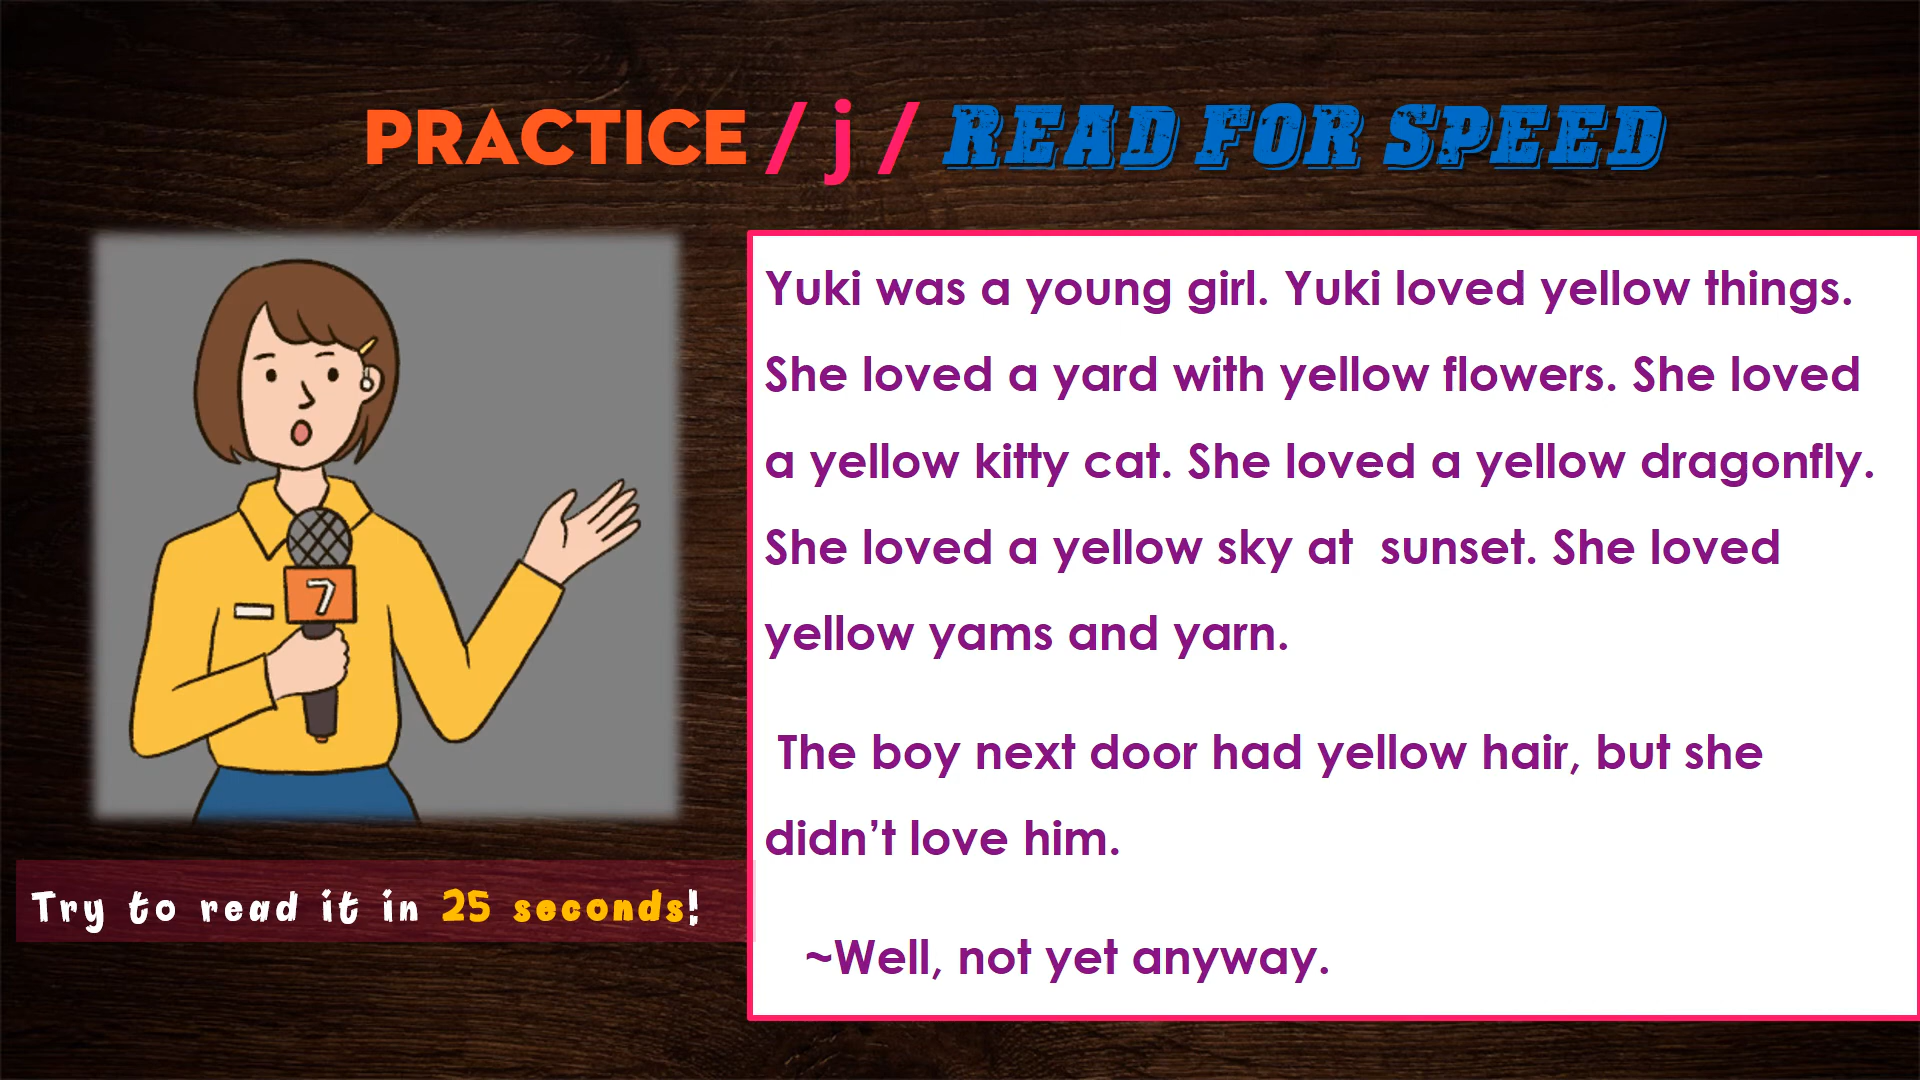 PRACTICE / j / READ FOR SPEED
Yuki was a young girl. Yuki loved yellow things.
She loved a yard with yellow flowers. She loved
a yellow kitty cat. She loved a yellow dragonfly.
She loved a yellow sky at sunset. She loved
yellow yams and yarn.
The boy next door had yellow hair, but she
didn’t love him.
~Well, not yet anyway.
7
Try to read it in 25 seconds!